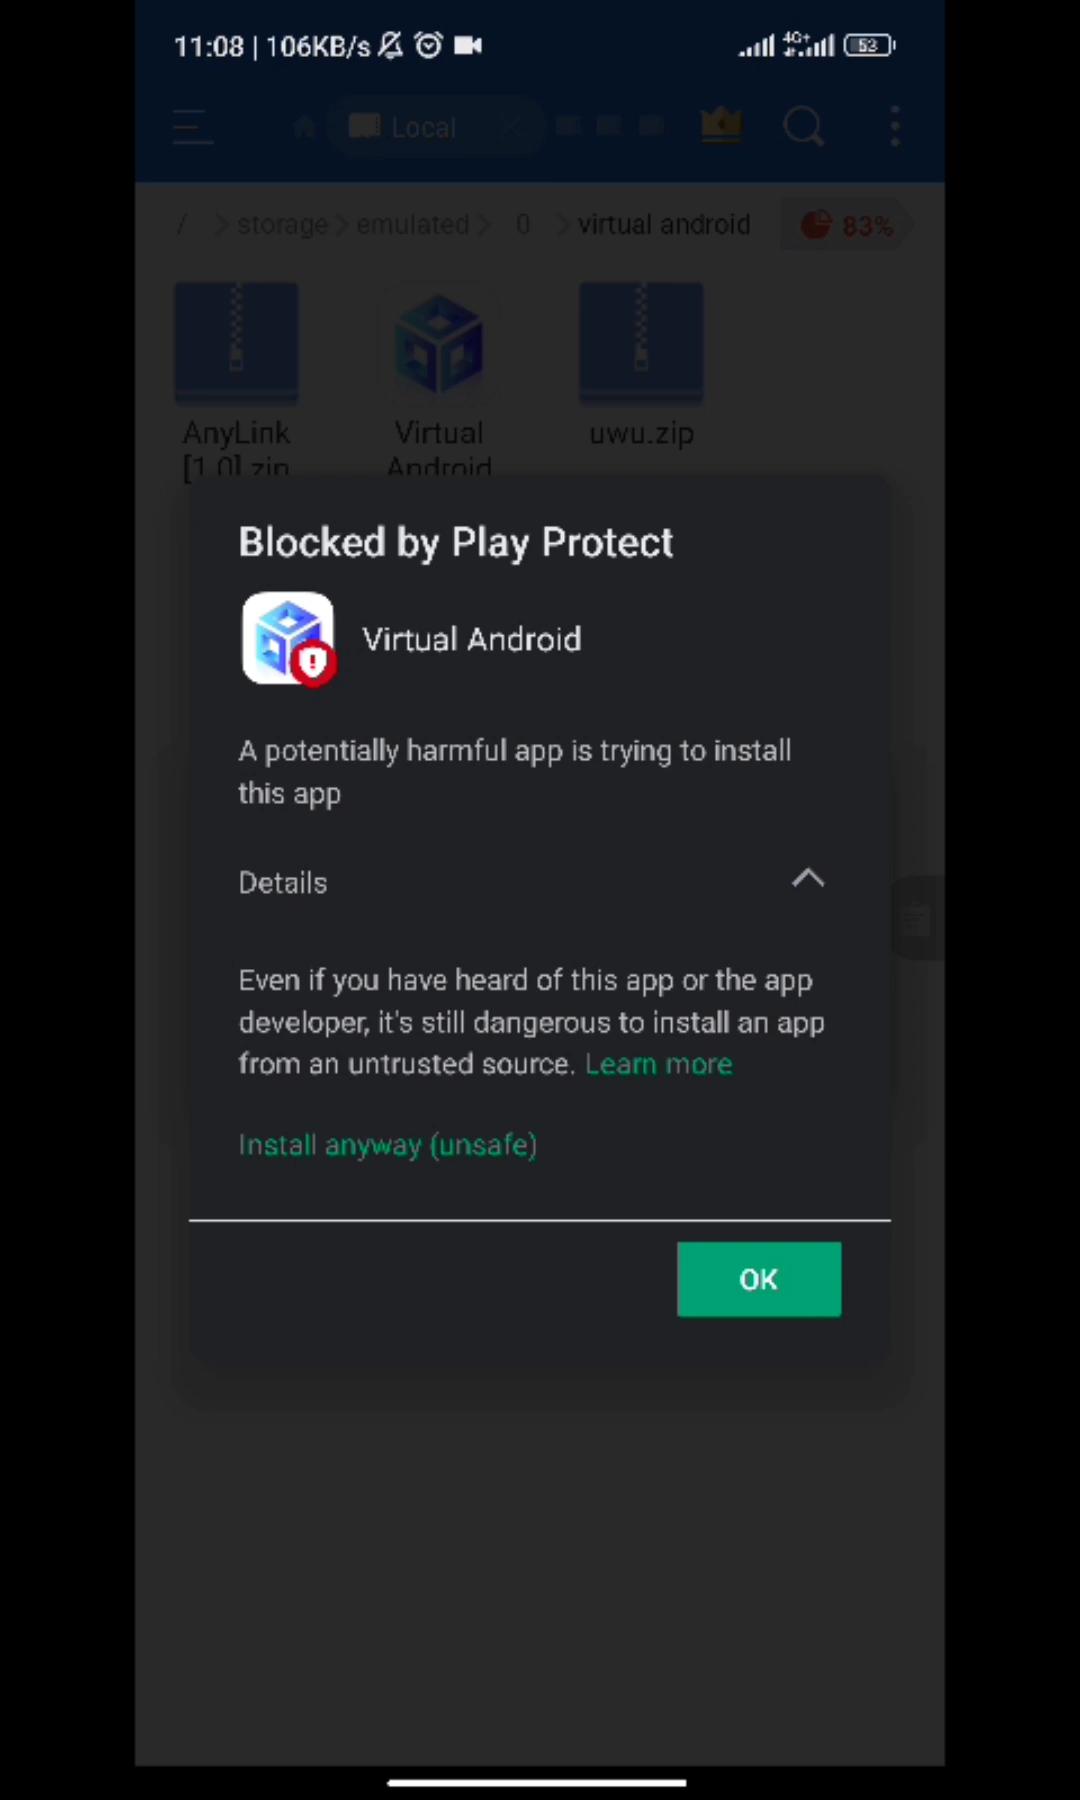 11:08 | 106KB/s 4G+ 53
Local
/ storage emulated 0 virtual android 83%
AnyLink
[1.0].zip
Virtual
Android
uwu.zip
Blocked by Play Protect
Virtual Android
A potentially harmful app is trying to install
this app
Details
Even if you have heard of this app or the app
developer, it's still dangerous to install an app
from an untrusted source. Learn more
Install anyway (unsafe)
OK